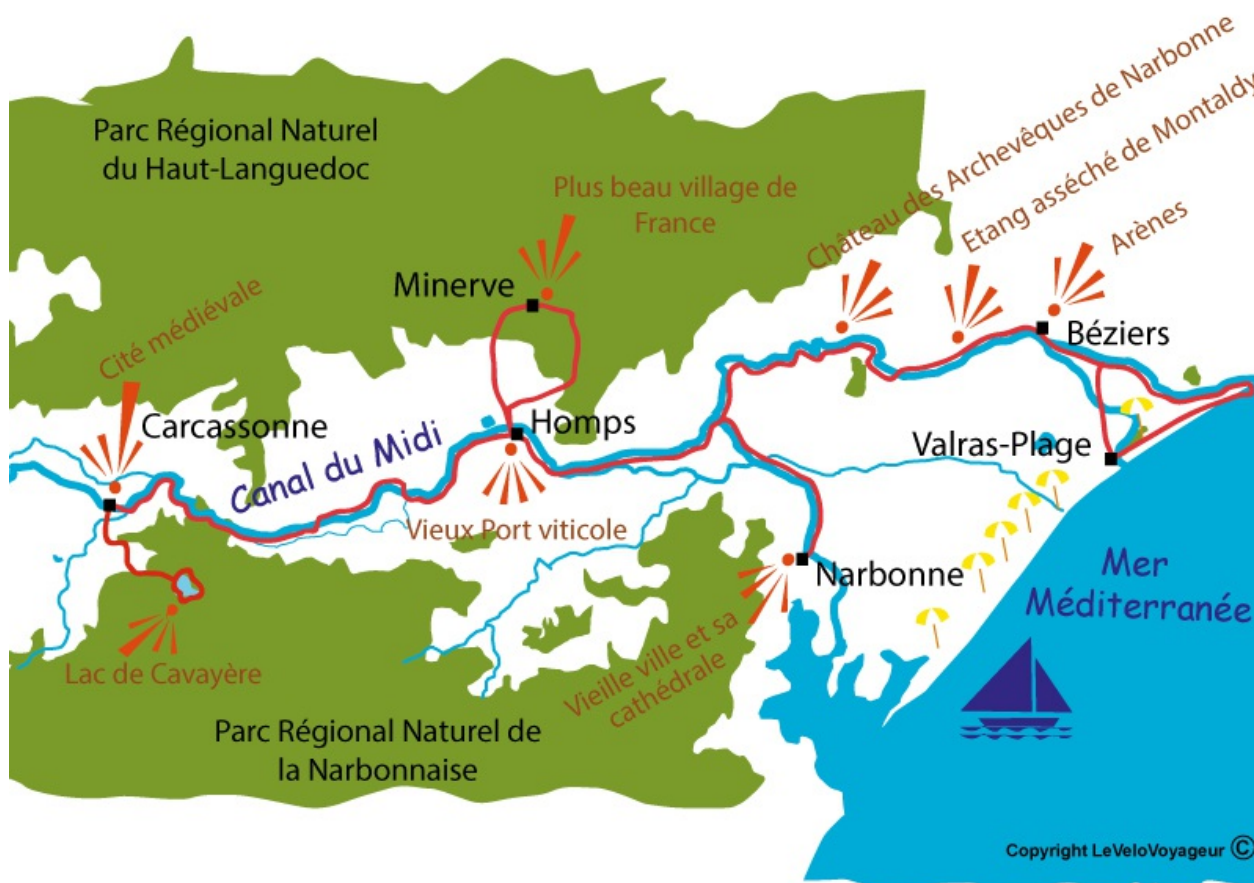 Parc Régional Naturel
du Haut-Languedoc
Plus beau village de
France
Château des Archevêques de Narbonne
Etang asséché de Montaldy
Arènes
Minerve
Cité médiévale
Béziers
Carcassonne
Homps
Canal du Midi
Valras-Plage
Vieux Port viticole
Narbonne
Mer
Méditerranée
Lac de Cavayère
Vieille ville et sa
cathédrale
Parc Régional Naturel de
la Narbonnaise
Copyright LeVeloVoyageur ©